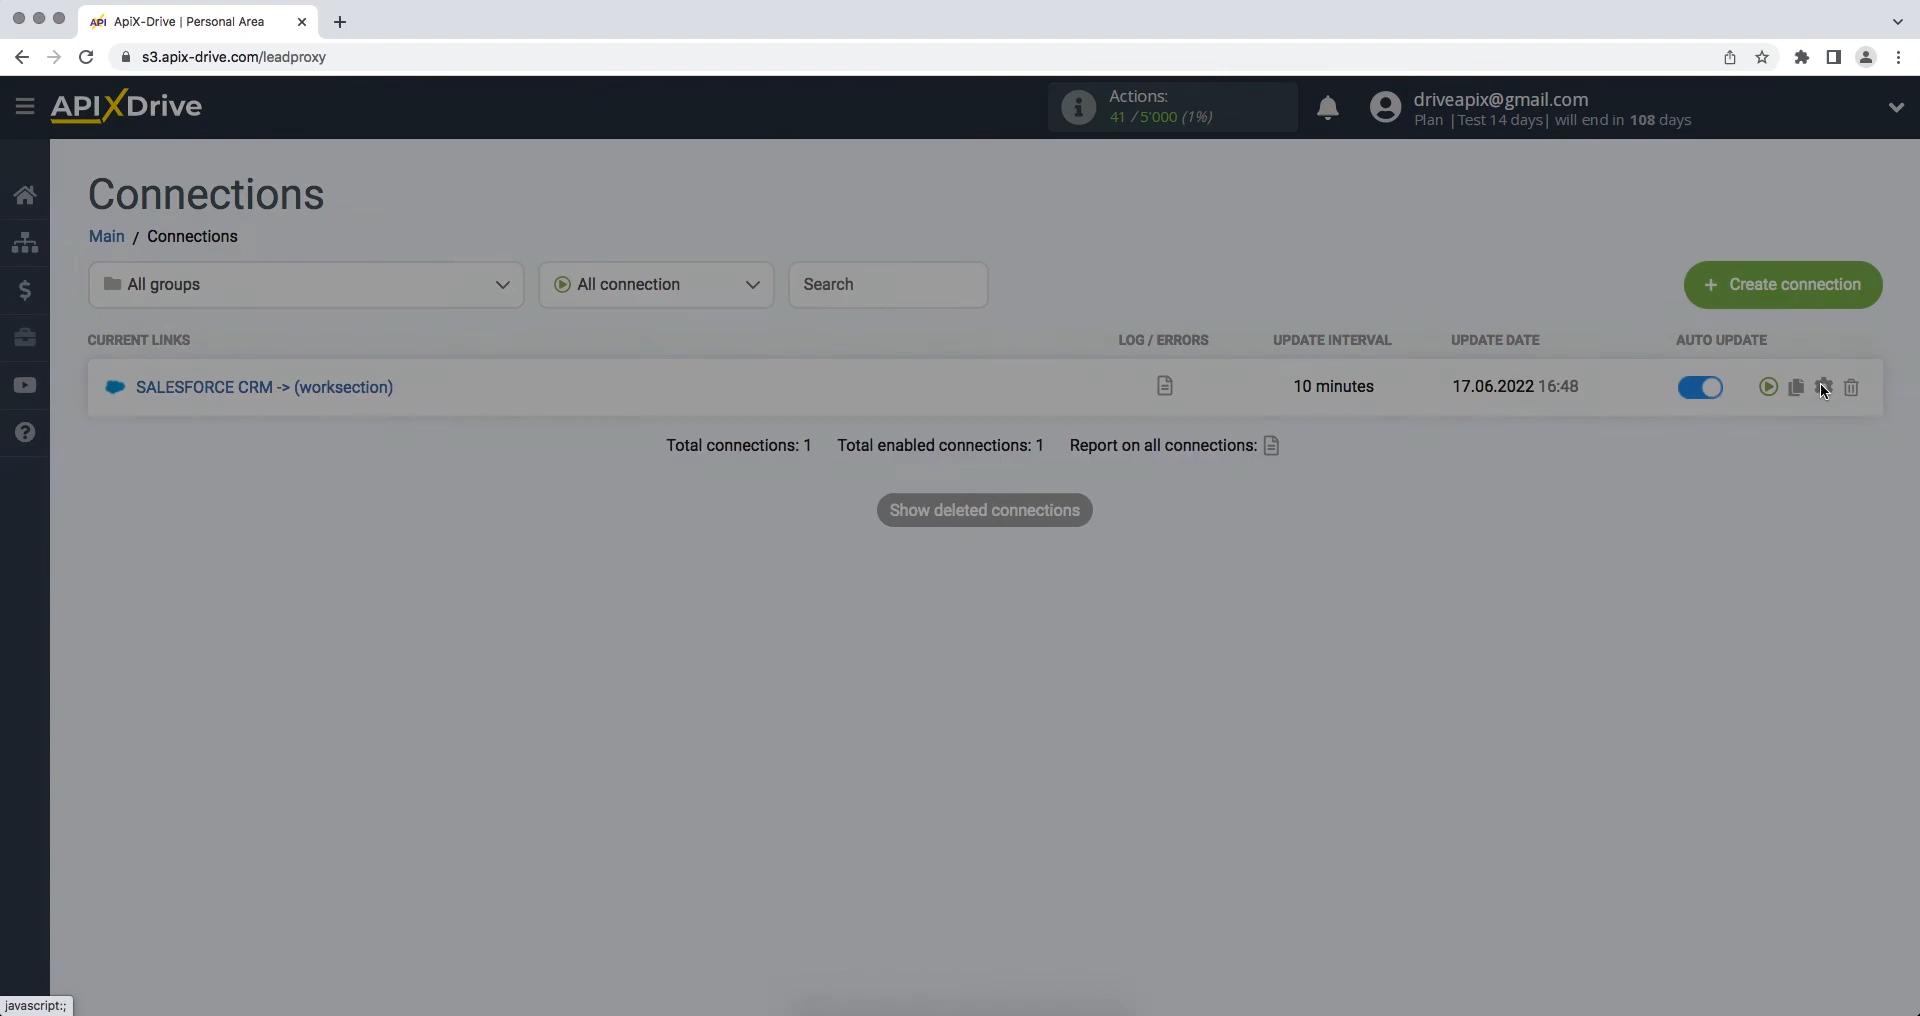 API ApiX-Drive | Personal Area
s3.apix-drive.com/leadproxy
APIXDrive
Actions:
41 / 5'000 (1%)
driveapix@gmail.com
Plan |Test 14 days| will end in 108 days
Connections
Main / Connections
All groups
All connection
Search
+ Create connection
CURRENT LINKS
LOG / ERRORS
UPDATE INTERVAL
UPDATE DATE
AUTO UPDATE
SALESFORCE CRM -> (worksection)
10 minutes
17.06.2022 16:48
Total connections: 1
Total enabled connections: 1
Report on all connections:
Show deleted connections
javascript:;